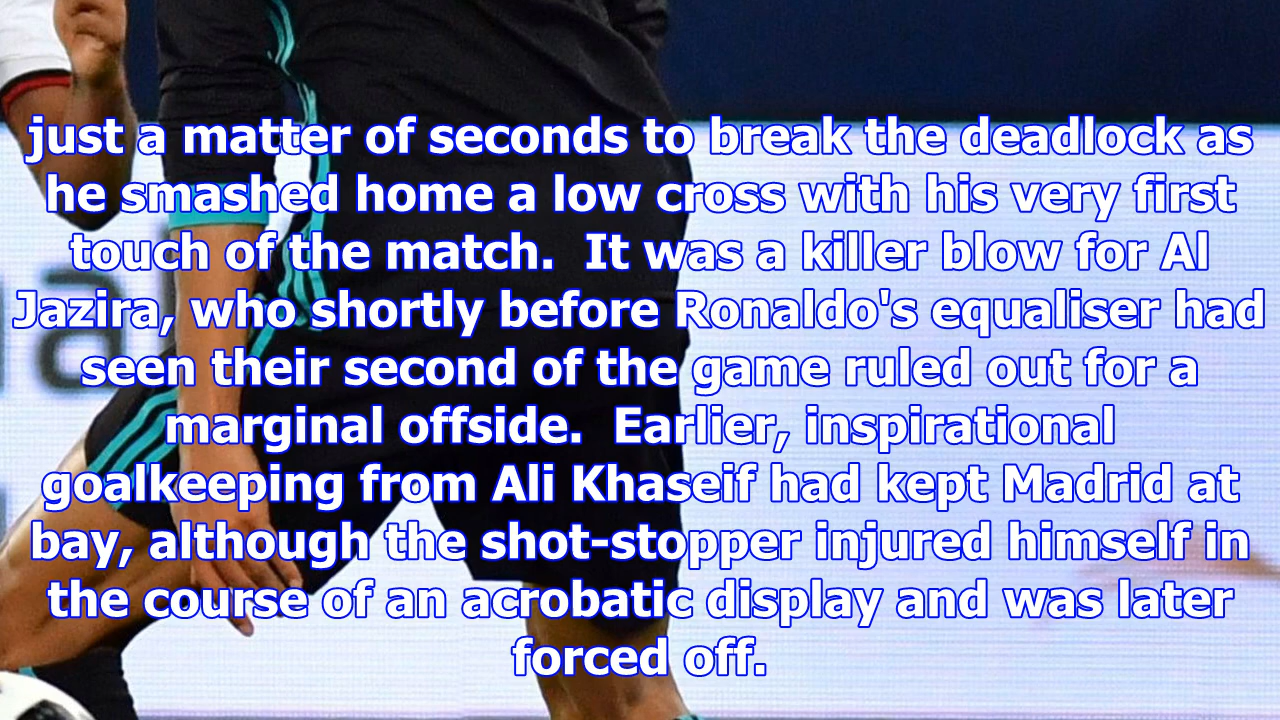 just a matter of seconds to break the deadlock as
he smashed home a low cross with his very first
touch of the match.  It was a killer blow for Al
Jazira, who shortly before Ronaldo's equaliser had
seen their second of the game ruled out for a
marginal offside.  Earlier, inspirational
goalkeeping from Ali Khaseif had kept Madrid at
bay, although the shot-stopper injured himself in
the course of an acrobatic display and was later
forced off.